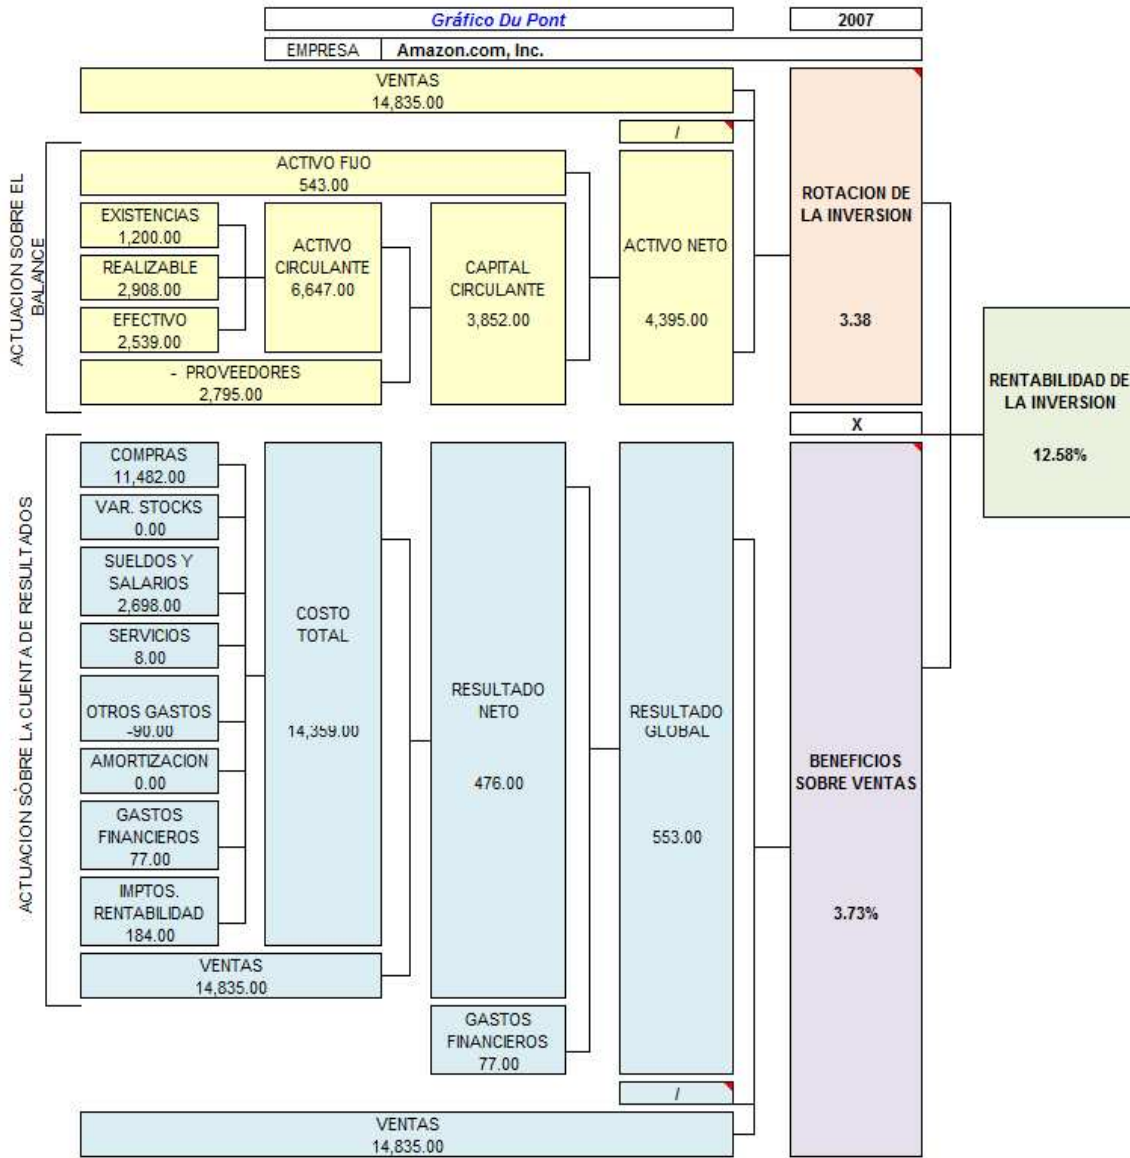 Gráfico Du Pont
2007
EMPRESA
Amazon.com, Inc.
VENTAS
14,835.00
/
ACTUACION SOBRE EL
BALANCE
ACTIVO FIJO
543.00
EXISTENCIAS
1,200.00
REALIZABLE
2,908.00
EFECTIVO
2,539.00
ACTIVO
CIRCULANTE
6,647.00
- PROVEEDORES
2,795.00
CAPITAL
CIRCULANTE
3,852.00
ACTIVO NETO
4,395.00
ROTACION DE
LA INVERSION
3.38
X
RENTABILIDAD DE
LA INVERSION
12.58%
ACTUACION SOBRE LA CUENTA DE RESULTADOS
COMPRAS
11,482.00
VAR. STOCKS
0.00
SUELDOS Y
SALARIOS
2,698.00
SERVICIOS
8.00
OTROS GASTOS
-90.00
AMORTIZACION
0.00
GASTOS
FINANCIEROS
77.00
IMPTOS.
RENTABILIDAD
184.00
COSTO
TOTAL
14,359.00
VENTAS
14,835.00
RESULTADO
NETO
476.00
GASTOS
FINANCIEROS
77.00
RESULTADO
GLOBAL
553.00
/
VENTAS
14,835.00
BENEFICIOS
SOBRE VENTAS
3.73%